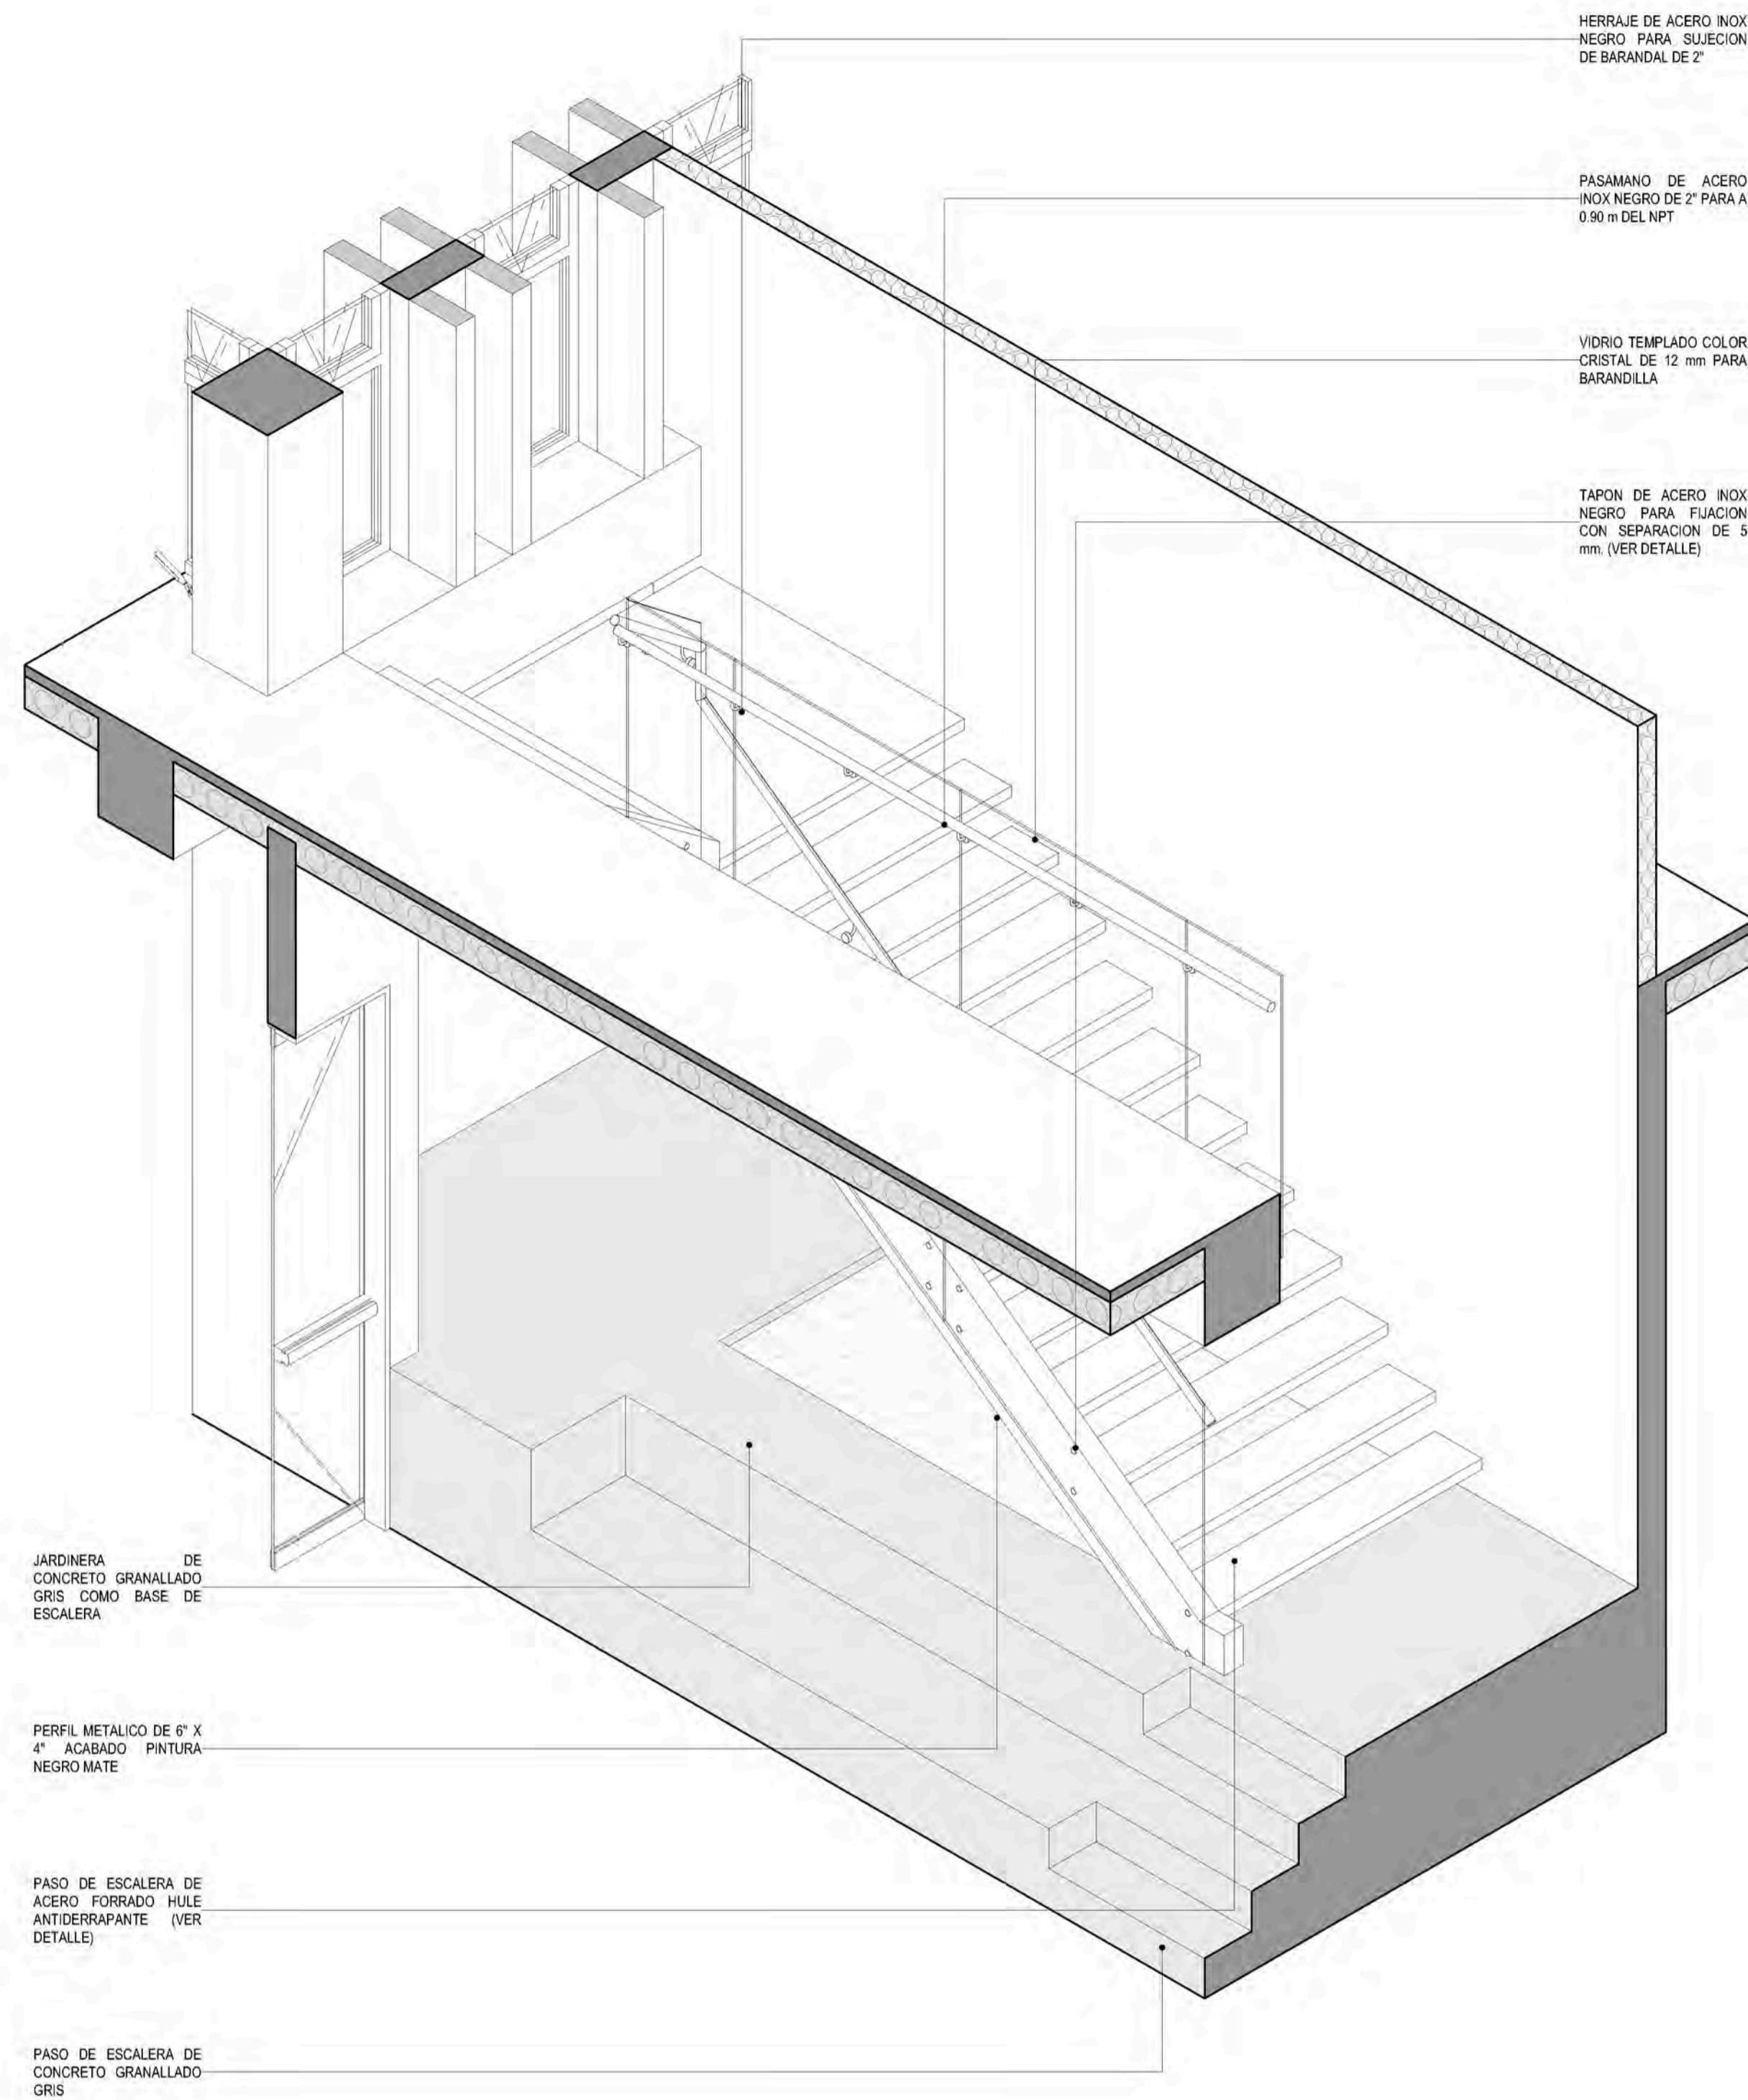 HERRAJE DE ACERO INOX
NEGRO PARA SUJECION
DE BARANDAL DE 2"
PASAMANO DE ACERO
INOX NEGRO DE 2" PARA A
0.90 m DEL NPT
VIDRIO TEMPLADO COLOR
CRISTAL DE 12 mm PARA
BARANDILLA
TAPON DE ACERO INOX
NEGRO PARA FIJACION
CON SEPARACION DE 5
mm. (VER DETALLE)
JARDINERA DE
CONCRETO GRANALLADO
GRIS COMO BASE DE
ESCALERA
PERFIL METALICO DE 6" X
4" ACABADO PINTURA
NEGRO MATE
PASO DE ESCALERA DE
ACERO FORRADO HULE
ANTIDERRAPANTE (VER
DETALLE)
PASO DE ESCALERA DE
CONCRETO GRANALLADO
GRIS